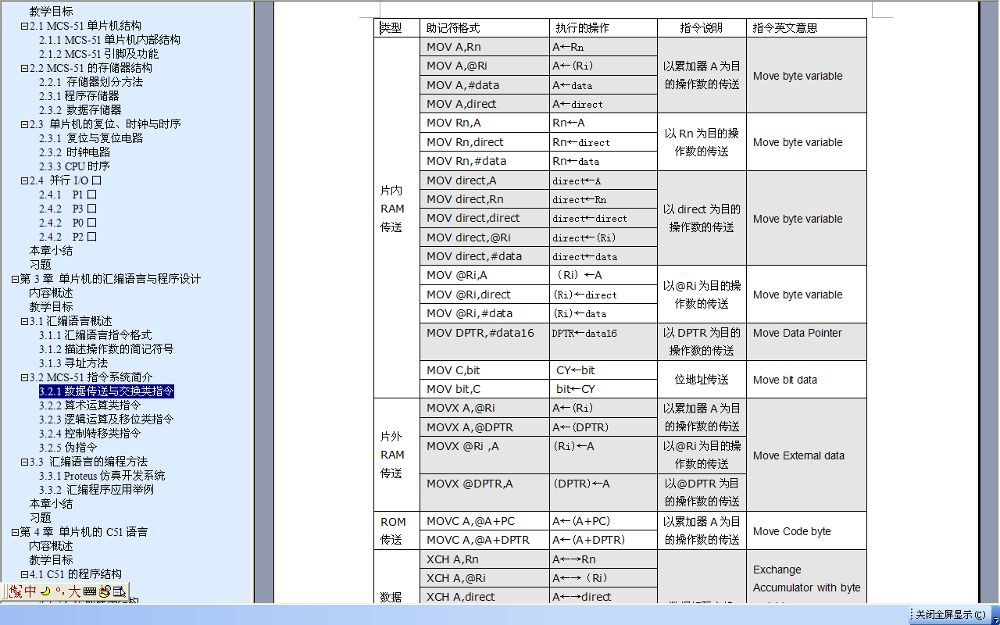 教学目标
2.1 MCS-51 单片机结构
2.1.1 MCS-51 单片机内部结构
2.1.2 MCS-51 引脚及功能
2.2 MCS-51 的存储器结构
2.2.1 存储器划分方法
2.3.1 程序存储器
2.3.2 数据存储器
2.3 单片机的复位、时钟与时序
2.3.1 复位与复位电路
2.3.2 时钟电路
2.3.3 CPU 时序
2.4 并行 I/O 口
2.4.1 P1 口
2.4.2 P3 口
2.4.2 P0 口
2.4.2 P2 口
本章小结
习题
第 3 章 单片机的汇编语言与程序设计
内容概述
教学目标
3.1 汇编语言概述
3.1.1 汇编语言指令格式
3.1.2 描述操作数的简记符号
3.1.3 寻址方法
3.2 MCS-51 指令系统简介
3.2.1 数据传送与交换类指令
3.2.2 算术运算类指令
3.2.3 逻辑运算及移位类指令
3.2.4 控制转移类指令
3.2.5 伪指令
3.3 汇编语言的编程方法
3.3.1 Proteus 仿真开发系统
3.3.2 汇编程序应用举例
本章小结
习题
第 4 章 单片机的 C51 语言
内容概述
教学目标
4.1 C51 的程序结构
中 大
类型 助记符格式 执行的操作 指令说明 指令英文意思
片内
RAM
传送
MOV A,Rn A←Rn
MOV A,@Ri A←(Ri)
MOV A,#data A←data
MOV A,direct A←direct
以累加器 A 为目
的操作数的传送
Move byte variable
MOV Rn,A Rn←A
MOV Rn,direct Rn←direct
MOV Rn,#data Rn←data
以 Rn 为目的操
作数的传送
Move byte variable
MOV direct,A direct←A
MOV direct,Rn direct←Rn
MOV direct,direct direct←direct
MOV direct,@Ri direct←(Ri)
MOV direct,#data direct←data
以 direct 为目的
操作数的传送
Move byte variable
MOV @Ri,A （Ri）←A
MOV @Ri,direct (Ri)←direct
MOV @Ri,#data (Ri)←data
以@Ri 为目的操
作数的传送
Move byte variable
MOV DPTR,#data16 DPTR←data16
以 DPTR 为目的
操作数的传送
Move Data Pointer
MOV C,bit CY←bit
MOV bit,C bit←CY
位地址传送
Move bit data
片外
RAM
传送
MOVX A,@Ri A←(Ri)
MOVX A,@DPTR A←(DPTR)
以累加器 A 为目
的操作数的传送
MOVX @Ri ,A (Ri)←A
以@Ri 为目的操
作数的传送
MOVX @DPTR,A (DPTR)←A
以@DPTR 为目
的操作数的传送
Move External data
ROM
传送
MOVC A,@A+PC A←(A+PC)
MOVC A,@A+DPTR A←(A+DPTR)
以累加器 A 为目
的操作数的传送
Move Code byte
数据
XCH A,Rn A←→Rn
XCH A,@Ri A←→（Ri）
XCH A,direct A←→direct
Exchange
Accumulator with byte
关闭全屏显示(C)